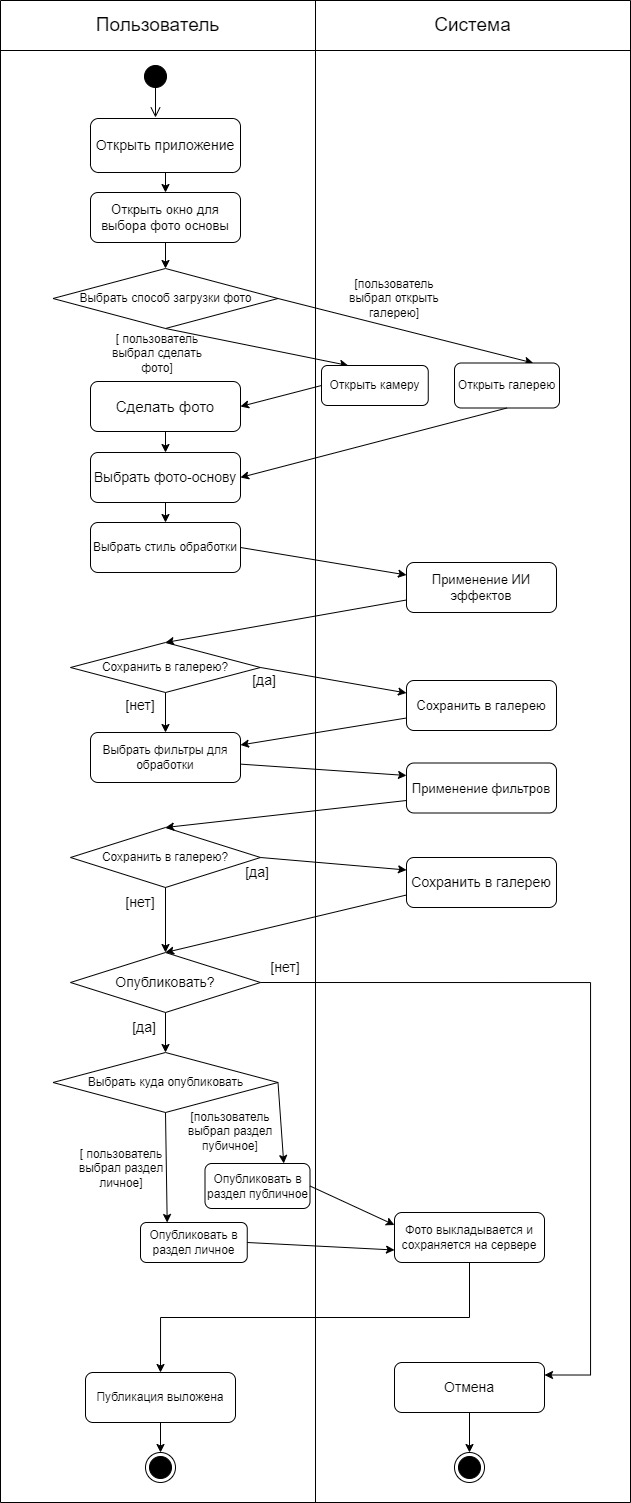 Пользователь
Система
Открыть приложение
Открыть окно для
выбора фото основы
Выбрать способ загрузки фото
[пользователь
выбрал открыть
галерею]
[ пользователь
выбрал сделать
фото]
Открыть камеру
Открыть галерею
Сделать фото
Выбрать фото-основу
Выбрать стиль обработки
Применение ИИ
эффектов
Сохранить в галерею?
[да]
[нет]
Сохранить в галерею
Выбрать фильтры для
обработки
Применение фильтров
Сохранить в галерею?
[да]
[нет]
Сохранить в галерею
Опубликовать?
[нет]
[да]
Выбрать куда опубликовать
[пользователь
выбрал раздел
пубичное]
[ пользователь
выбрал раздел
личное]
Опубликовать в
раздел публичное
Опубликовать в
раздел личное
Фото выкладывается и
сохраняется на сервере
Публикация выложена
Отмена